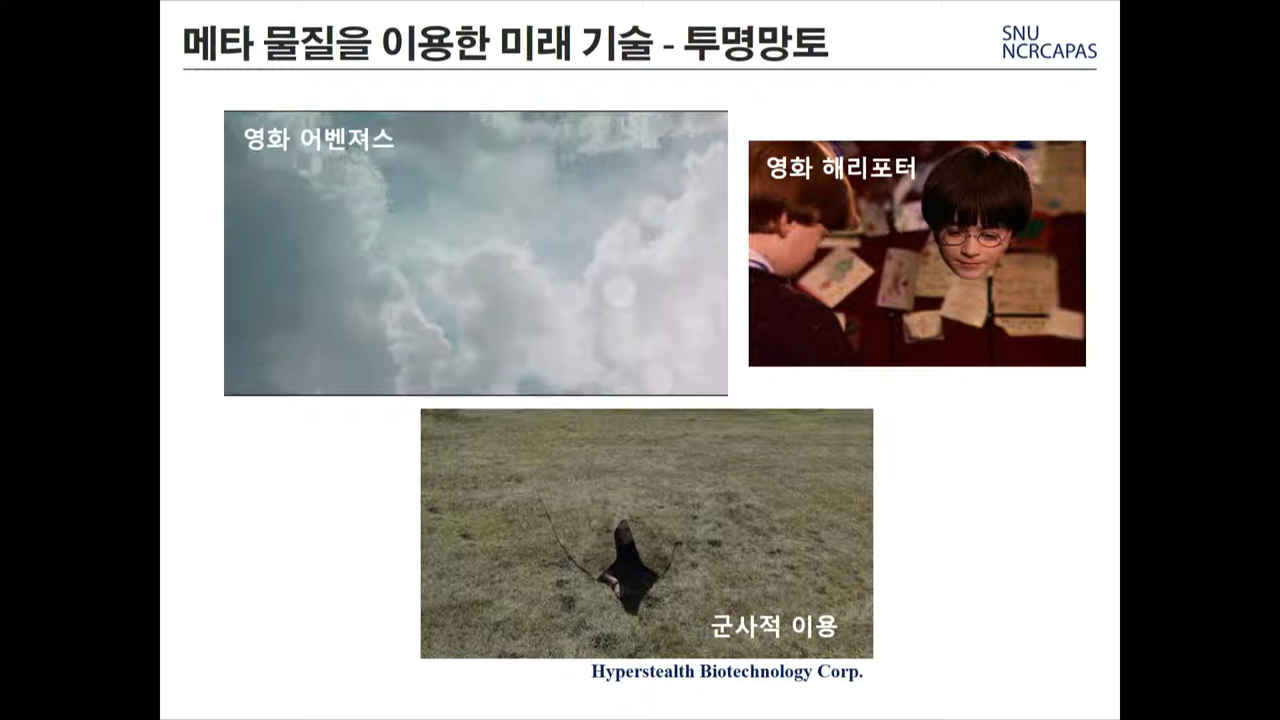 메타 물질을 이용한 미래 기술 - 투명망토
SNU
NCRCAPAS
영화 어벤져스
영화 해리포터
군사적 이용
Hyperstealth Biotechnology Corp.